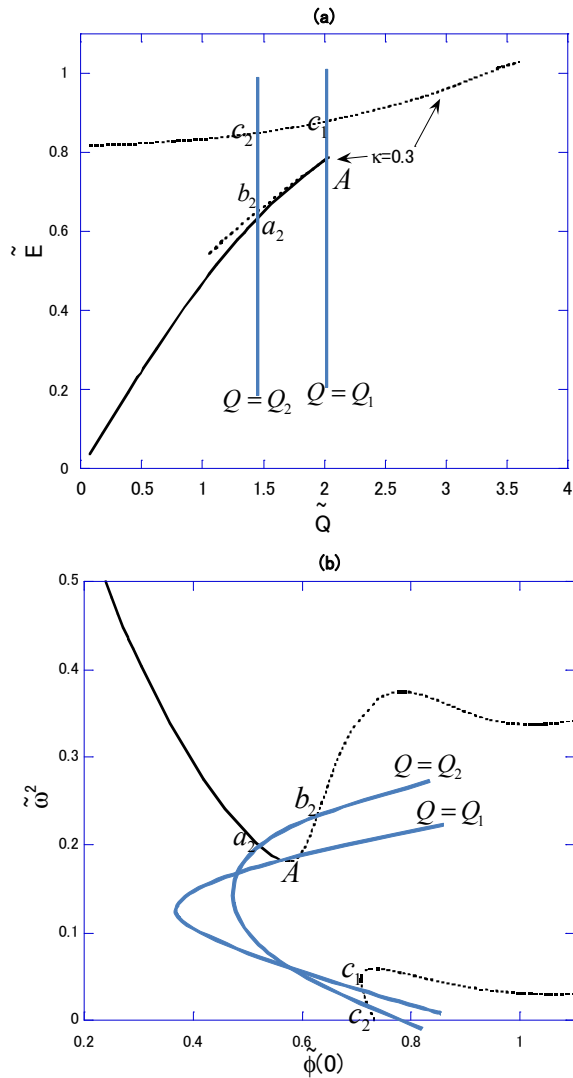 (a)
1
0.8
0.6
0.4
0.2
0
Ẽ
c₂
c₁
κ=0.3
A
b₂
a₂
Q = Q₂
Q = Q₁
0 0.5 1 1.5 2 2.5 3 3.5 4
Q̃
(b)
0.5
0.4
0.3
0.2
0.1
0
ω̃²
Q = Q₂
Q = Q₁
b₂
a₂
A
c₁
c₂
0.2 0.4 0.6 0.8 1
ϕ̃(0)